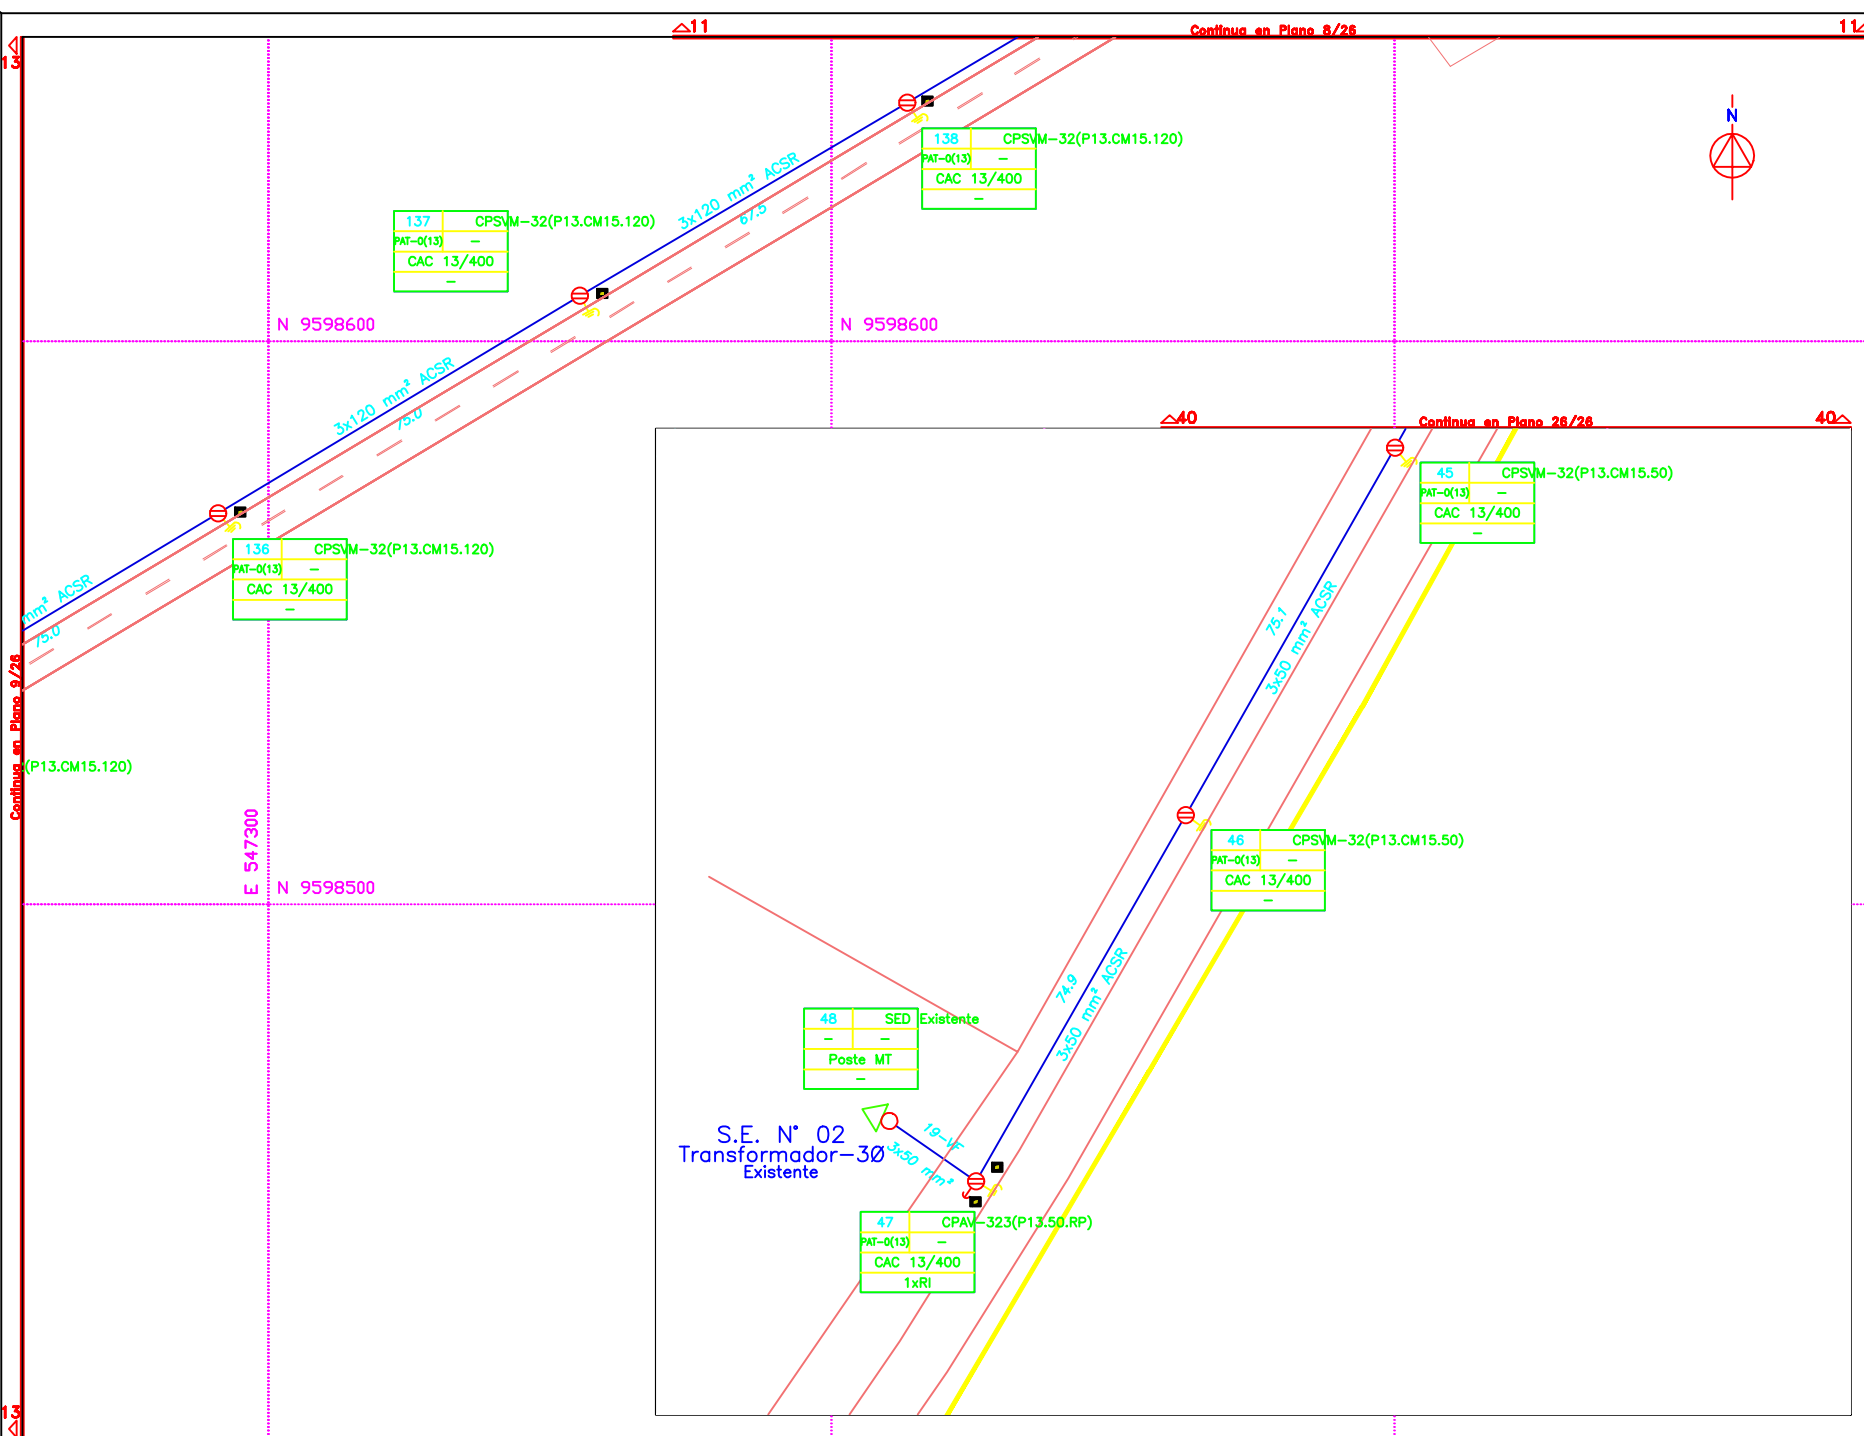 11
Continua en Plano 8/26
11
13
N
138
CPSVM-32(P13.CM15.120)
PAT-0(13)
-
CAC 13/400
-
3x120 mm² ACSR
67.5
137
CPSVM-32(P13.CM15.120)
PAT-0(13)
-
CAC 13/400
-
N 9598600
N 9598600
3x120 mm² ACSR
75.0
40
Continua en Plano 26/26
40
45
CPSVM-32(P13.CM15.50)
PAT-0(13)
-
CAC 13/400
-
136
CPSVM-32(P13.CM15.120)
PAT-0(13)
-
CAC 13/400
-
mm² ACSR
75.0
75.1
3x50 mm² ACSR
Continua en Plano 9/26
(P13.CM15.120)
E 547300
N 9598500
46
CPSVM-32(P13.CM15.50)
PAT-0(13)
-
CAC 13/400
-
74.9
3x50 mm² ACSR
48
SED Existente
-
-
Poste MT
-
S.E. N° 02
Transformador-3Ø
Existente
19-VF
3x50 mm²
47
CPAV-323(P13.50.RP)
PAT-0(13)
-
CAC 13/400
1xRI
13